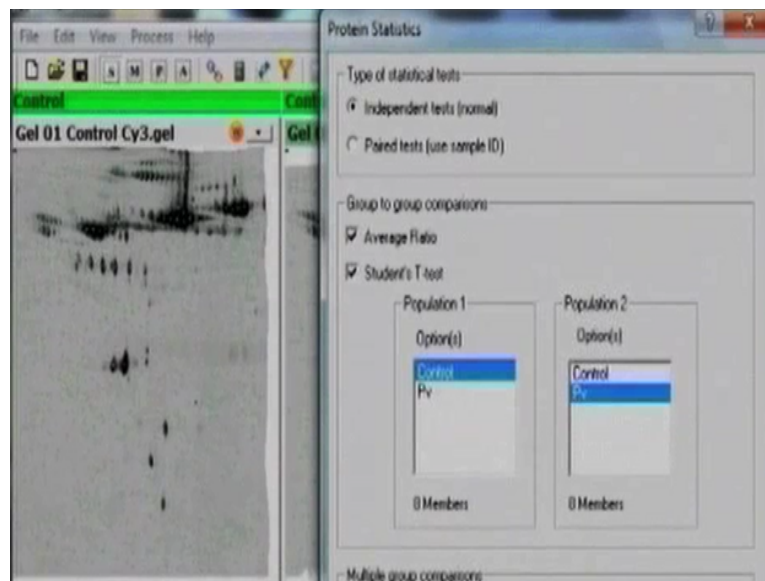 File Edit View Process Help
S M P A
Control
Cont
Gel 01 Control Cy3.gel
Gel
Protein Statistics
Type of statistical tests
Independent tests (normal)
Paired tests (use sample ID)
Group to group comparisons
Average Ratio
Student's T-test
Population 1
Option(s)
Control
Pv
0 Members
Population 2
Option(s)
Control
Pv
0 Members
Multiple group comparisons